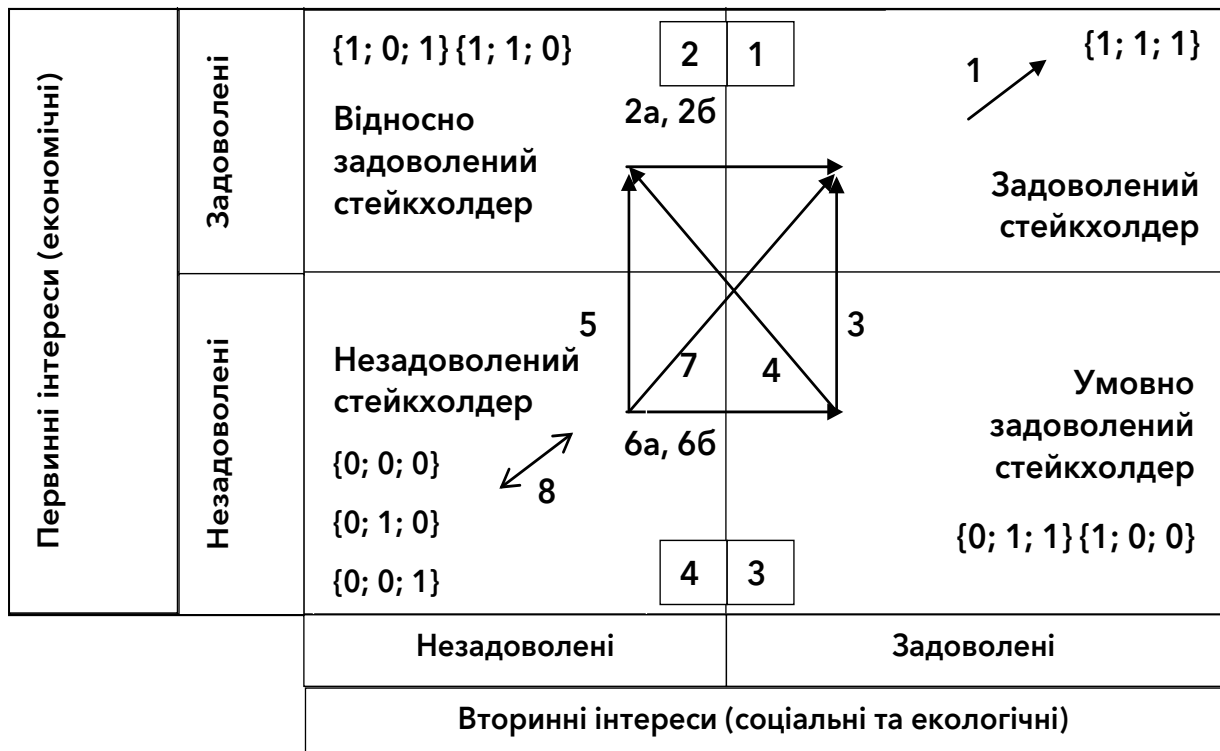 Первинні інтереси (економічні)
Задоволені
Незадоволені
{1; 0; 1} {1; 1; 0}
2
1
2а, 2б
Відносно
задоволений
стейкхолдер
1
{1; 1; 1}
Задоволений
стейкхолдер
5
7
4
3
Незадоволений
стейкхолдер
6а, 6б
{0; 0; 0}
{0; 1; 0}
{0; 0; 1}
8
Умовно
задоволений
стейкхолдер
{0; 1; 1} {1; 0; 0}
4
3
Незадоволені
Задоволені
Вторинні інтереси (соціальні та екологічні)